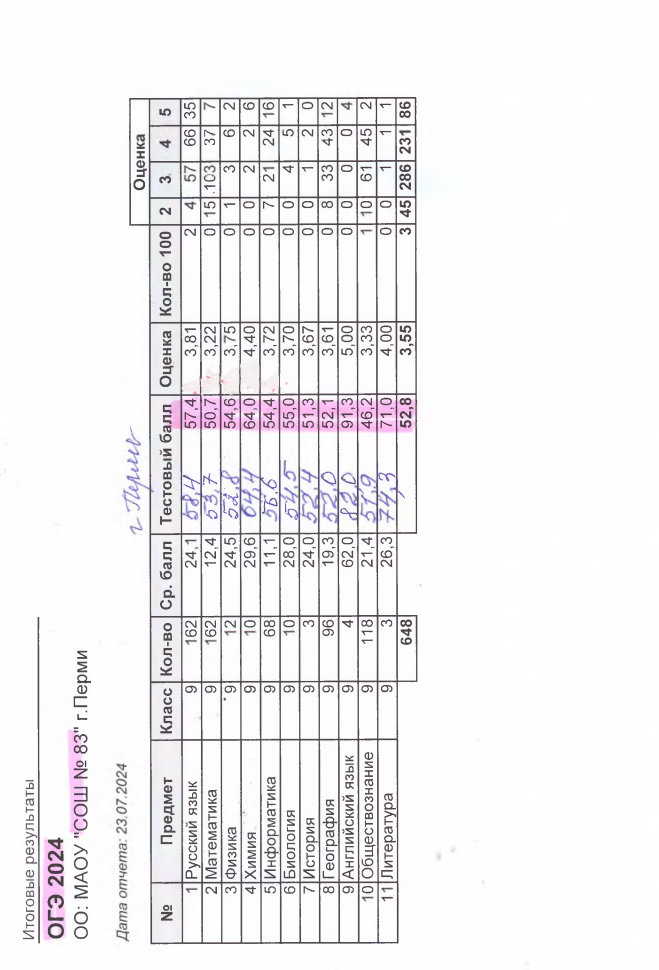 Итоговые результаты
ОГЭ 2024
ОО: МАОУ "СОШ № 83" г.Перми
Дата отчета: 23.07.2024
г. Пермь
Оценка
№ Предмет Класс Кол-во Ср. балл Тестовый балл Оценка Кол-во 100 2 3 4 5
1 Русский язык 9 162 24,1 58,4 57,4 3,81 2 4 57 66 35
2 Математика 9 162 12,4 53,7 50,7 3,22 0 15 103 37 7
3 Физика 9 12 24,5 52,8 54,6 3,75 0 1 3 6 2
4 Химия 9 10 29,6 64,4 64,0 4,40 0 0 2 2 6
5 Информатика 9 68 11,1 56,6 54,4 3,72 0 7 21 24 16
6 Биология 9 10 28,0 54,5 55,0 3,70 0 0 4 5 1
7 История 9 3 24,0 52,4 51,3 3,67 0 0 1 2 0
8 География 9 96 19,3 52,0 52,1 3,61 0 8 33 43 12
9 Английский язык 9 4 62,0 82,0 91,3 5,00 0 0 0 0 4
10 Обществознание 9 118 21,4 46,2 3,33 1 10 61 45 2
11 Литература 9 3 26,3 74,3 71,0 4,00 0 0 1 1 1
648 52,8 3,55 3 45 286 231 86